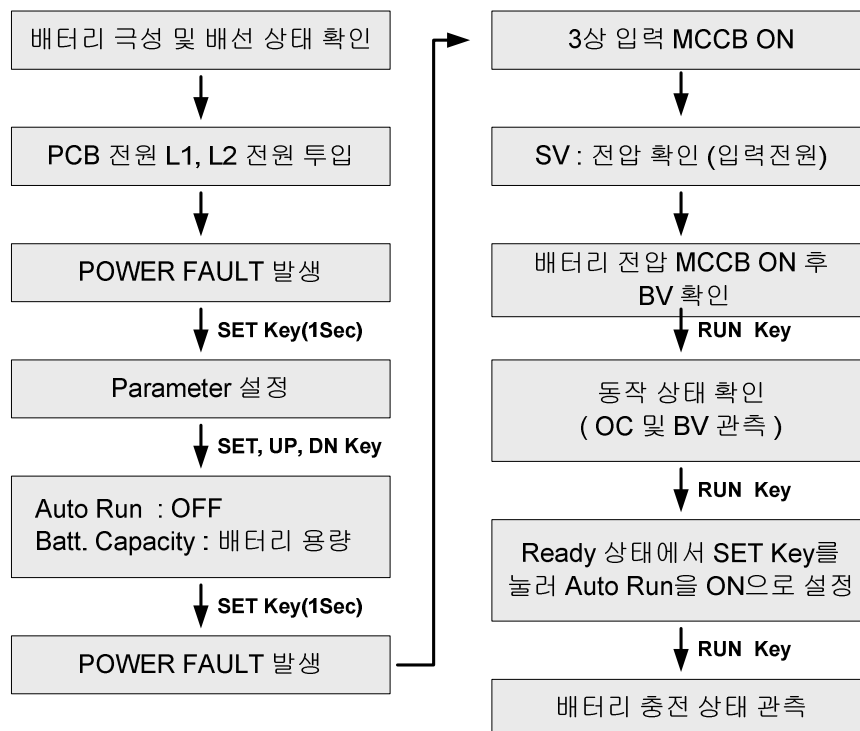 배터리 극성 및 배선 상태 확인
PCB 전원 L1, L2 전원 투입
POWER FAULT 발생
SET Key(1Sec)
Parameter 설정
SET, UP, DN Key
Auto Run : OFF
Batt. Capacity : 배터리 용량
SET Key(1Sec)
POWER FAULT 발생
3상 입력 MCCB ON
SV : 전압 확인 (입력전원)
배터리 전압 MCCB ON 후
BV 확인
RUN Key
동작 상태 확인
( OC 및 BV 관측 )
RUN Key
Ready 상태에서 SET Key를
눌러 Auto Run을 ON으로 설정
RUN Key
배터리 충전 상태 관측